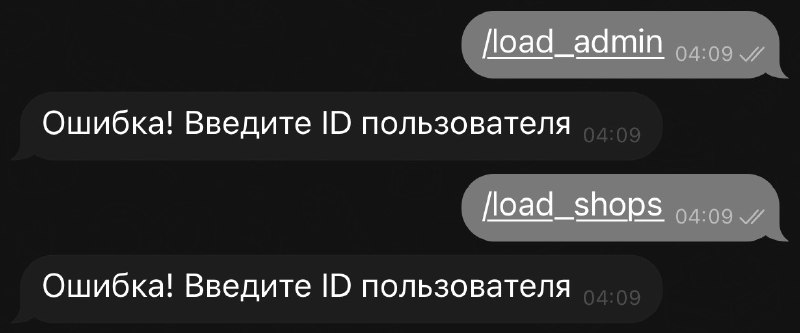 /load_admin 04:09
Ошибка! Введите ID пользователя 04:09
/load_shops 04:09
Ошибка! Введите ID пользователя 04:09